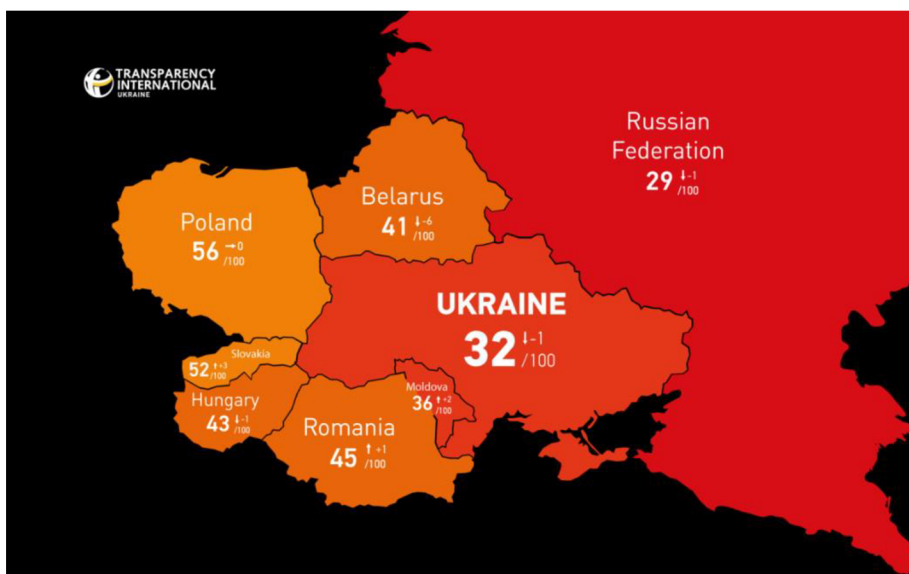 TRANSPARENCY
INTERNATIONAL
UKRAINE
Russian
Federation
29 ↓-1
/100
Belarus
41 ↓-6
/100
Poland
56 →0
/100
UKRAINE
32 ↓-1
/100
Slovakia
52 ↑+3
/100
Moldova
36 ↑+2
/100
Hungary
43 ↓-1
/100
Romania
45 ↑+1
/100